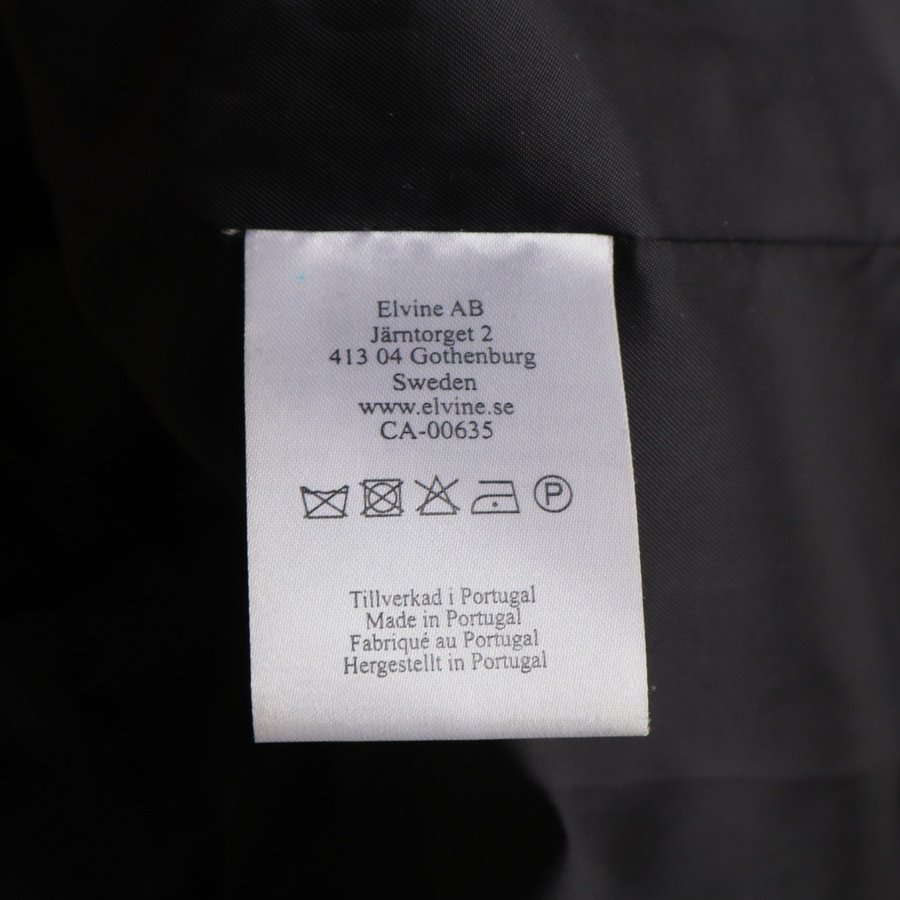 Elvine AB
Järntorget 2
413 04 Gothenburg
Sweden
www.elvine.se
CA-00635
P
Tillverkad i Portugal
Made in Portugal
Fabriqué au Portugal
Hergestellt in Portugal